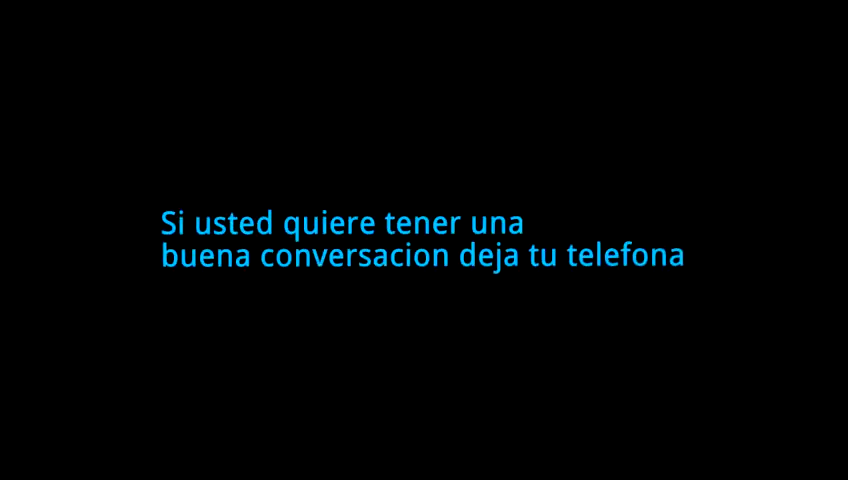 Si usted quiere tener una
buena conversacion deja tu telefona